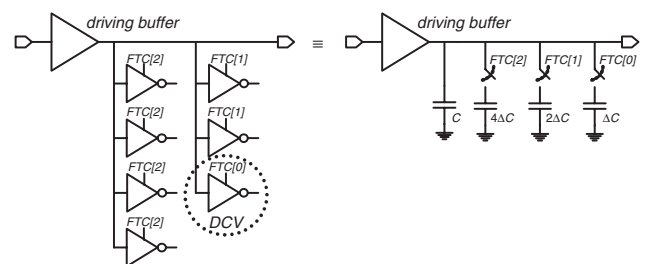 driving buffer
FTC[2]
FTC[1]
FTC[2]
FTC[1]
FTC[2]
FTC[0]
DCV
FTC[2]
≡
driving buffer
FTC[2]
FTC[1]
FTC[0]
C
4ΔC
2ΔC
ΔC